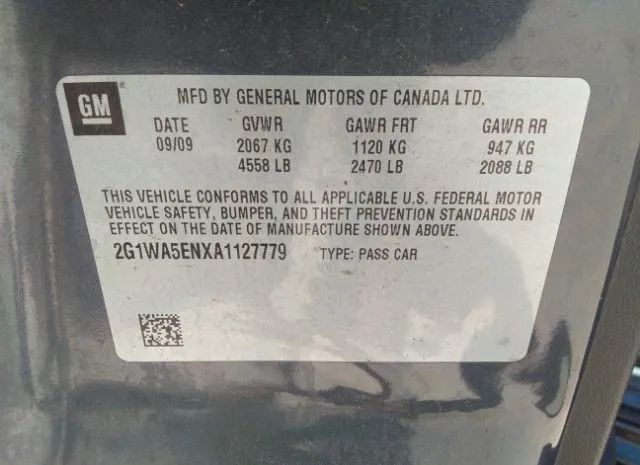 GM ®
MFD BY GENERAL MOTORS OF CANADA LTD.
DATE GVWR GAWR FRT GAWR RR
09/09 2067 KG 1120 KG 947 KG
4558 LB 2470 LB 2088 LB
THIS VEHICLE CONFORMS TO ALL APPLICABLE U.S. FEDERAL MOTOR
VEHICLE SAFETY, BUMPER, AND THEFT PREVENTION STANDARDS IN
EFFECT ON THE DATE OF MANUFACTURE SHOWN ABOVE.
2G1WA5ENXA1127779 TYPE: PASS CAR